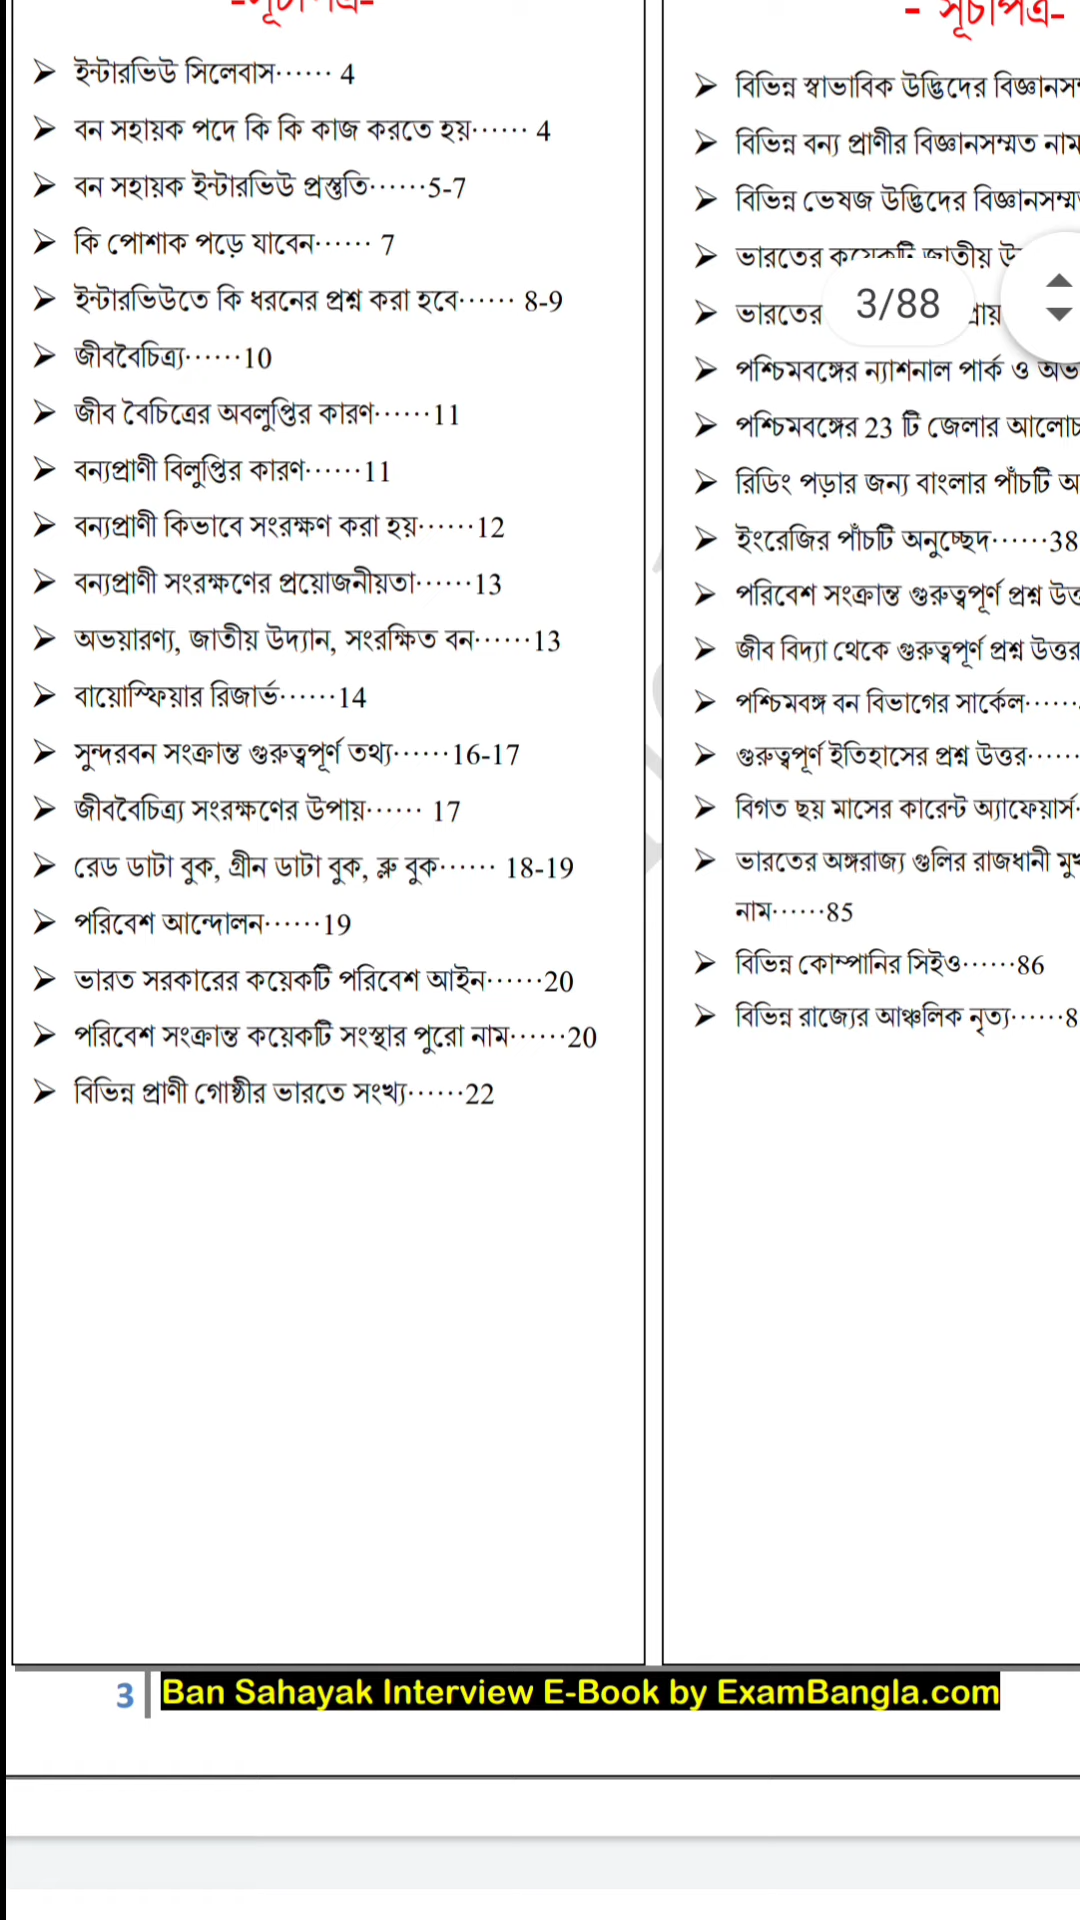 ইন্টারভিউ সিলেবাস······ 4
বন সহায়ক পদে কি কি কাজ করতে হয়······ 4
বন সহায়ক ইন্টারভিউ প্রস্তুতি······5-7
কি পোশাক পড়ে যাবেন······ 7
ইন্টারভিউতে কি ধরনের প্রশ্ন করা হবে······ 8-9
জীববৈচিত্র্য······10
জীব বৈচিত্রের অবলুপ্তির কারণ······11
বন্যপ্রাণী বিলুপ্তির কারণ······11
বন্যপ্রাণী কিভাবে সংরক্ষণ করা হয়······12
বন্যপ্রাণী সংরক্ষণের প্রয়োজনীয়তা······13
অভয়ারণ্য, জাতীয় উদ্যান, সংরক্ষিত বন······13
বায়োস্ফিয়ার রিজার্ভ······14
সুন্দরবন সংক্রান্ত গুরুত্বপূর্ণ তথ্য······16-17
জীববৈচিত্র্য সংরক্ষণের উপায়······ 17
রেড ডাটা বুক, গ্রীন ডাটা বুক, ব্লু বুক······ 18-19
পরিবেশ আন্দোলন······19
ভারত সরকারের কয়েকটি পরিবেশ আইন······20
পরিবেশ সংক্রান্ত কয়েকটি সংস্থার পুরো নাম······20
বিভিন্ন প্রাণী গোষ্ঠীর ভারতে সংখ্য······22
- সূচীপত্র-
বিভিন্ন স্বাভাবিক উদ্ভিদের
বিভিন্ন বন্য প্রাণীর বিজ্ঞানসম্মত নাম
বিভিন্ন ভেষজ উদ্ভিদের
ভারতের কয়েকটি জাতীয়
ভারতের
3/88
পশ্চিমবঙ্গের ন্যাশনাল পার্ক ও
পশ্চিমবঙ্গের 23 টি জেলার
রিডিং পড়ার জন্য বাংলার পাঁচটি
ইংরেজির পাঁচটি অনুচ্ছেদ······38
পরিবেশ সংক্রান্ত গুরুত্বপূর্ণ প্রশ্ন
জীব বিদ্যা থেকে গুরুত্বপূর্ণ প্রশ্ন উত্তর
পশ্চিমবঙ্গ বন বিভাগের সার্কেল······
গুরুত্বপূর্ণ ইতিহাসের প্রশ্ন উত্তর······
বিগত ছয় মাসের কারেন্ট অ্যাফেয়ার্স
ভারতের অঙ্গরাজ্য গুলির রাজধানী
নাম······85
বিভিন্ন কোম্পানির সিইও······86
বিভিন্ন রাজ্যের আঞ্চলিক নৃত্য······8
3 Ban Sahayak Interview E-Book by ExamBangla.com